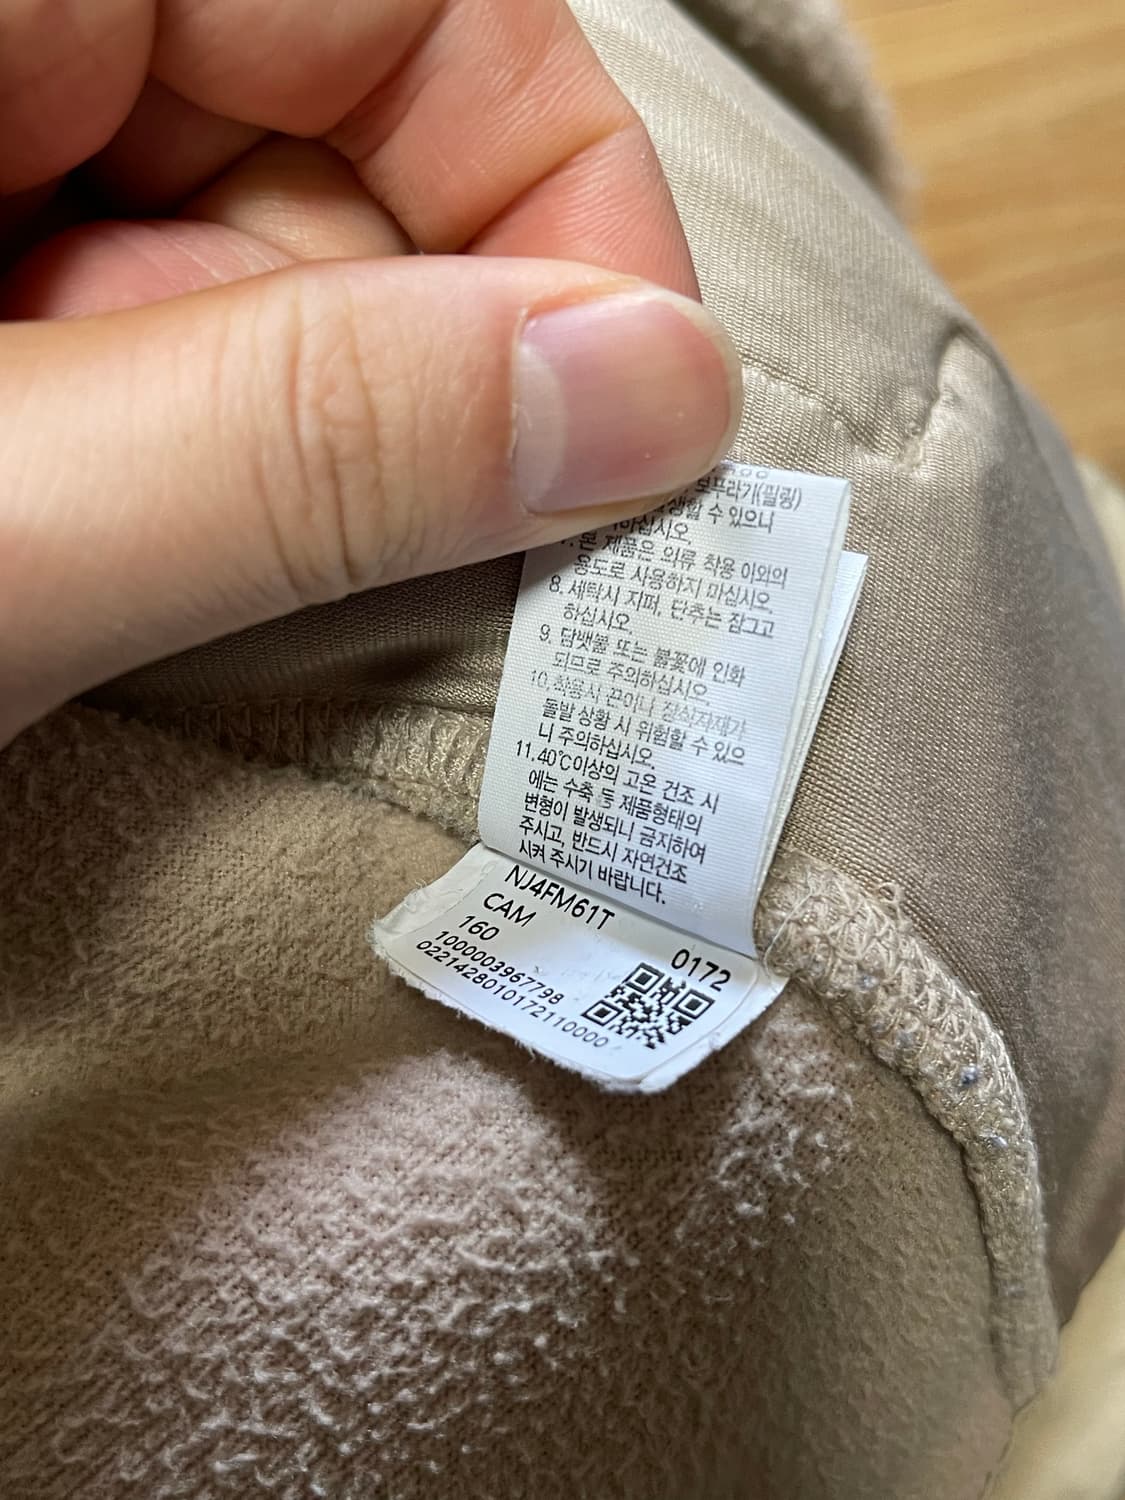 보푸라기(필링)
생할 수 있으니
하십시오
7. 본 제품은 의류 착용 이외의
용도로 사용하지 마십시오.
8. 세탁시 지퍼, 단추는 잠그고
하십시오.
9. 담뱃불 또는 불꽃에 인화
되므로 주의하십시오.
10. 착용시 끈이나 장식자재가
돌발 상황 시 위험할 수 있으
니 주의하십시오.
11.40℃이상의 고온 건조 시
에는 수축 등 제품형태의
변형이 발생되니 금지하여
주시고, 반드시 자연건조
시켜 주시기 바랍니다.
NJ4FM61T 0172
CAM
160
1000003967798
0221428010172110000